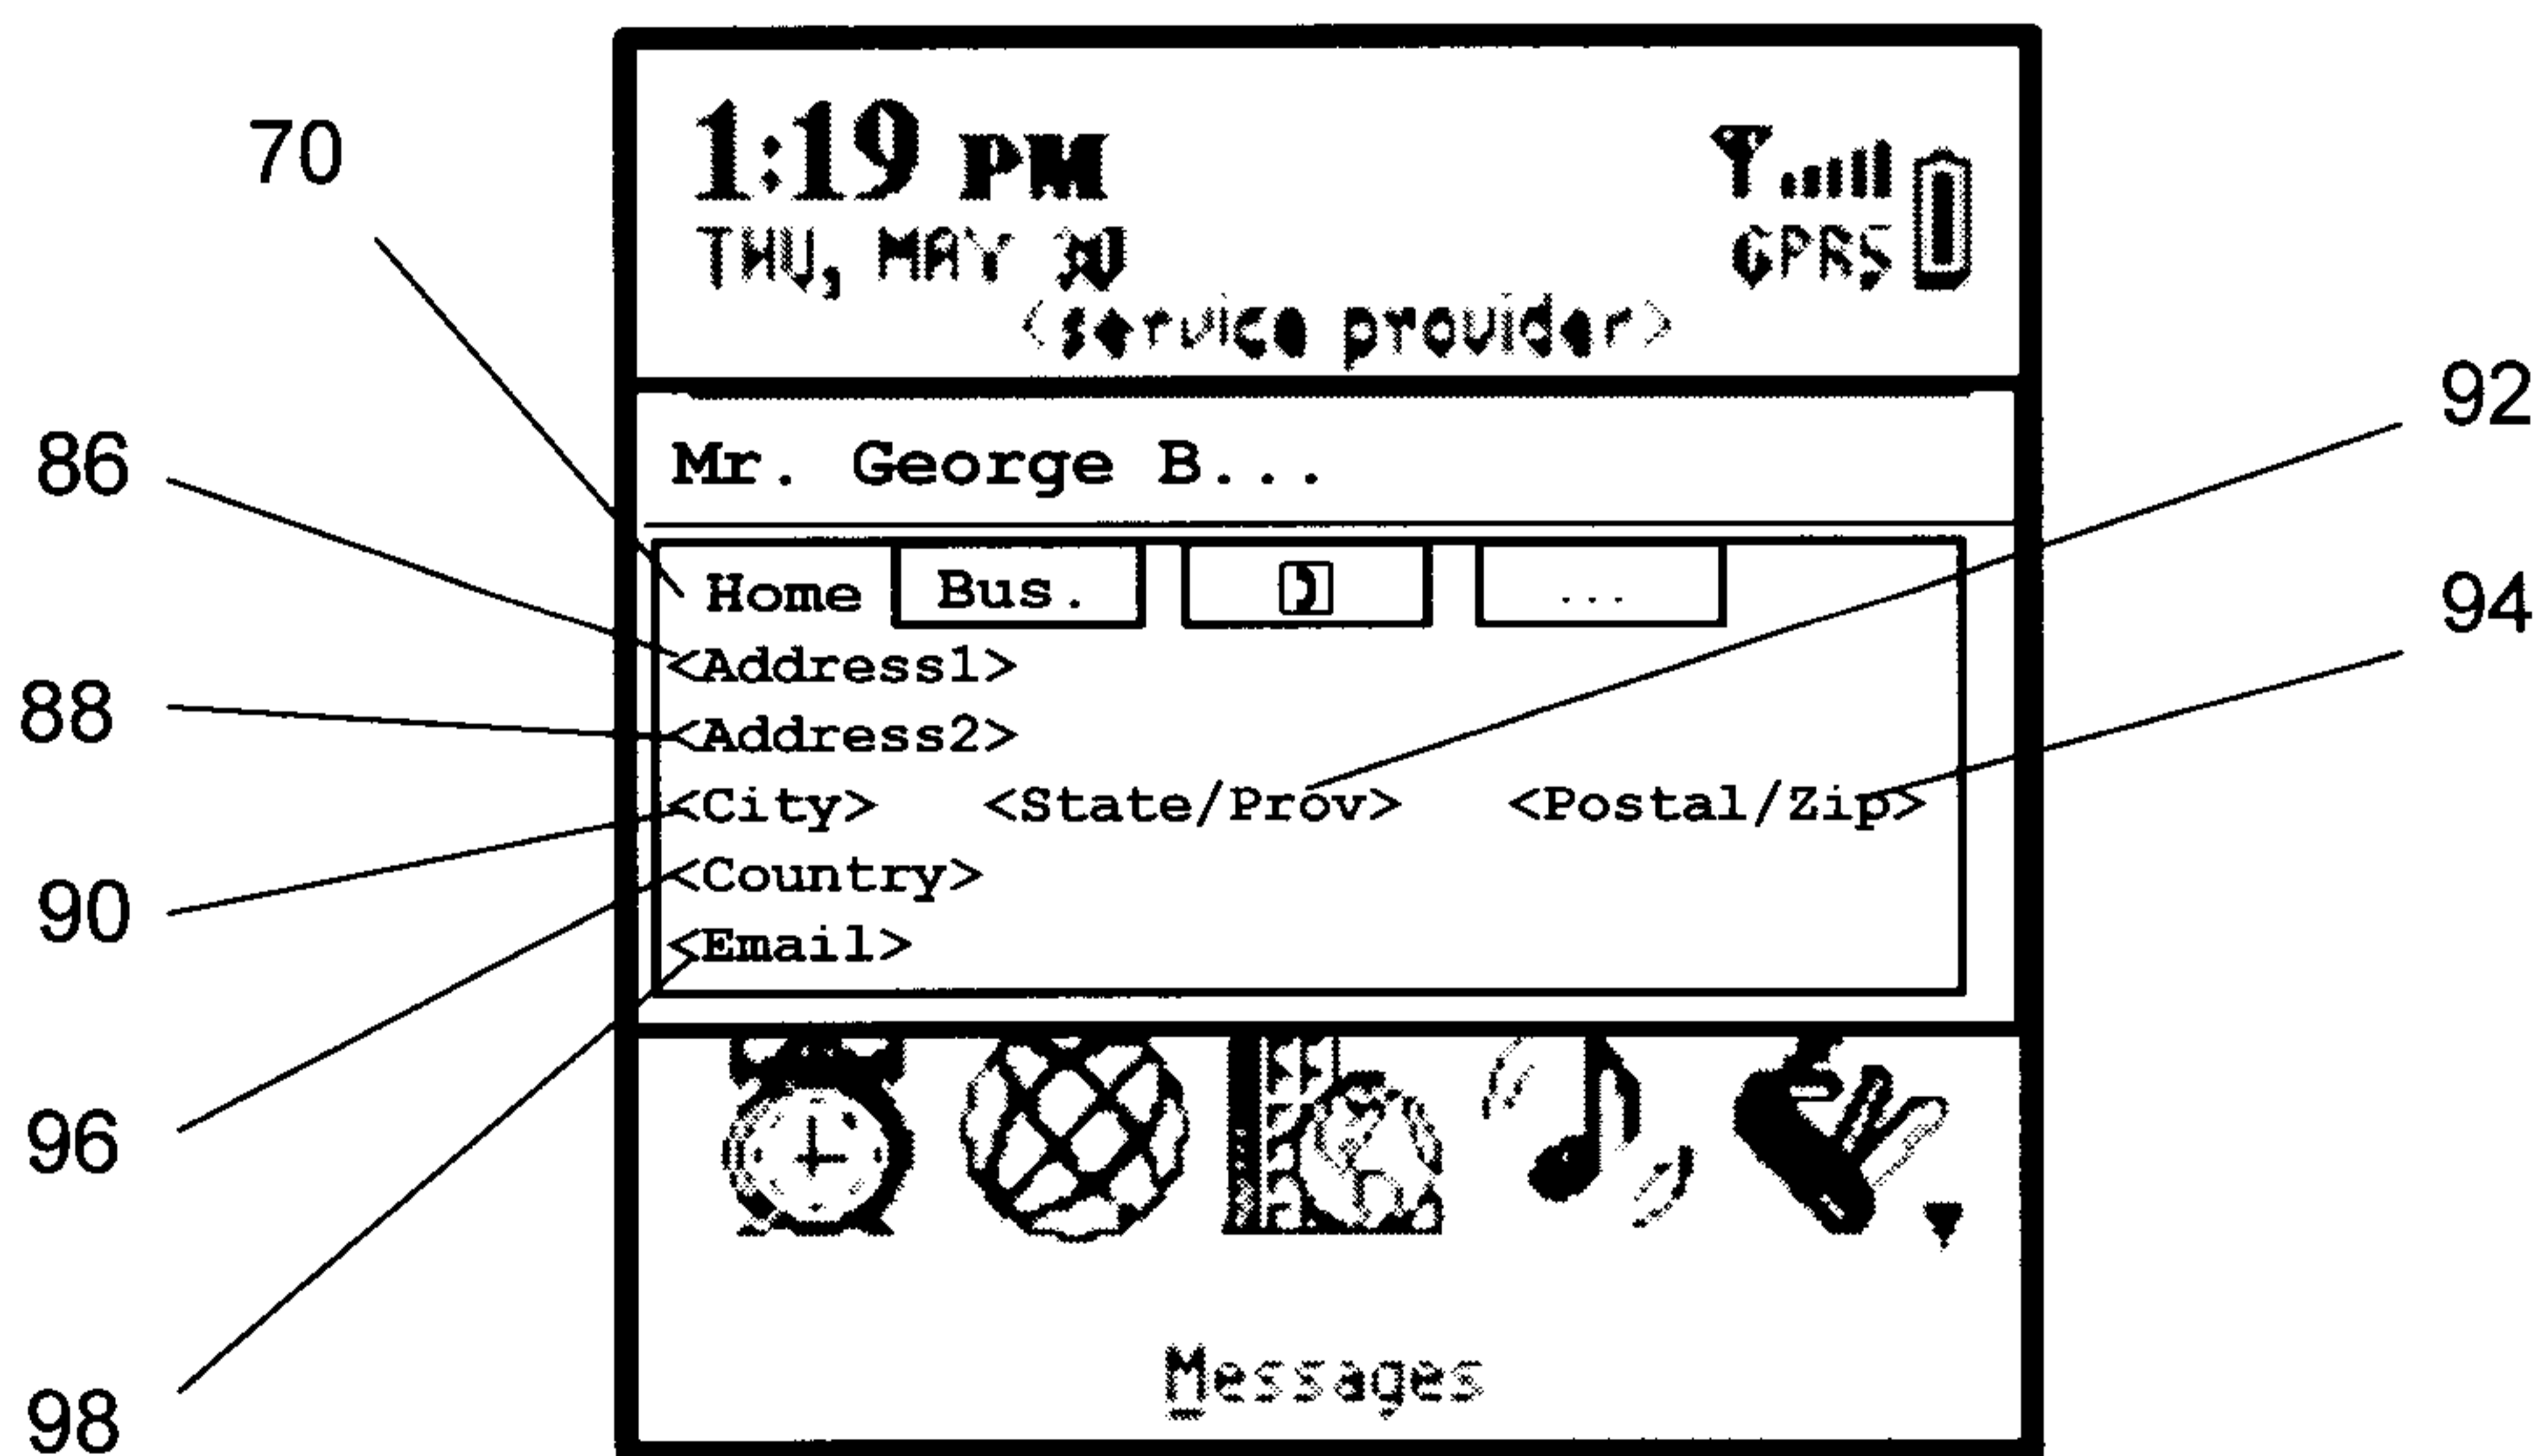 70
1:19 PM
THU, MAY
GPRS
<service provider>
92
86
Mr. George B...
94
Home Bus. ...
<Address1>
88
<Address2>
<City> <State/Prov> <Postal/Zip>
90
<Country>
<Email>
96
Messages
98